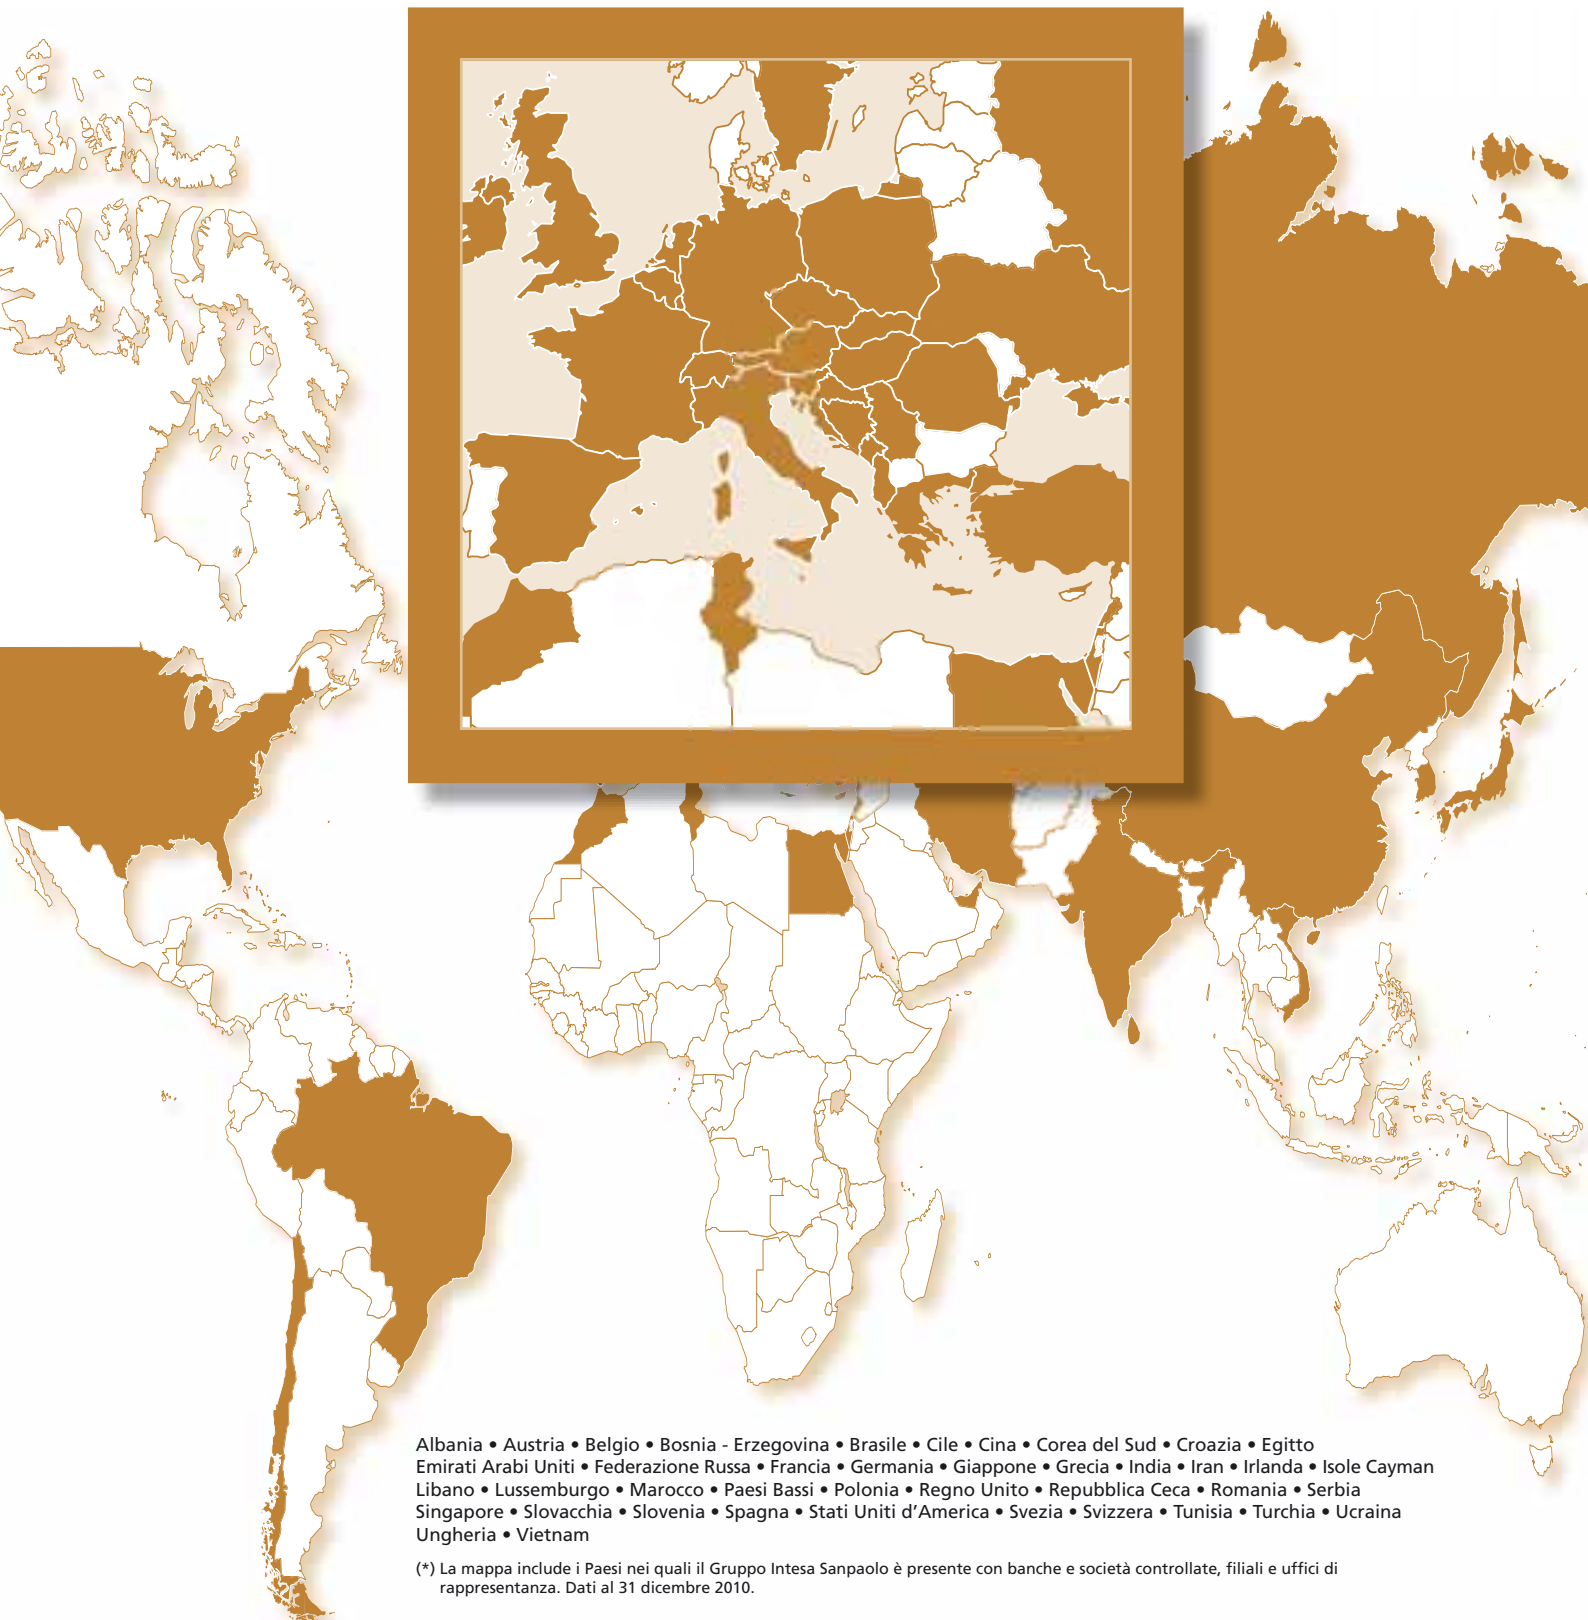 Albania • Austria • Belgio • Bosnia - Erzegovina • Brasile • Cile • Cina • Corea del Sud • Croazia • Egitto
Emirati Arabi Uniti • Federazione Russa • Francia • Germania • Giappone • Grecia • India • Iran • Irlanda • Isole Cayman
Libano • Lussemburgo • Marocco • Paesi Bassi • Polonia • Regno Unito • Repubblica Ceca • Romania • Serbia
Singapore • Slovacchia • Slovenia • Spagna • Stati Uniti d’America • Svezia • Svizzera • Tunisia • Turchia • Ucraina
Ungheria • Vietnam
(*) La mappa include i Paesi nei quali il Gruppo Intesa Sanpaolo è presente con banche e società controllate, filiali e uffici di
rappresentanza. Dati al 31 dicembre 2010.